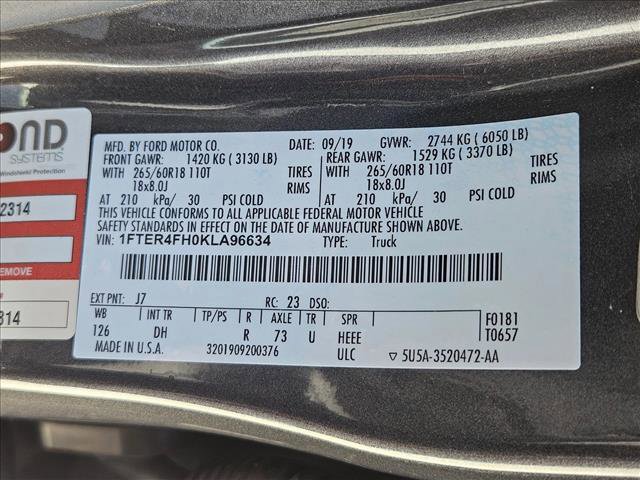 OND
SYSTEMS
Windshield Protection
2314
EMOVE
2314
MFD. BY FORD MOTOR CO. DATE: 09/19 GVWR: 2744 KG ( 6050 LB)
FRONT GAWR: 1420 KG ( 3130 LB) REAR GAWR: 1529 KG ( 3370 LB)
WITH 265/60R18 110T TIRES WITH 265/60R18 110T TIRES
18x8.0J RIMS 18x8.0J RIMS
AT 210 kPa/ 30 PSI COLD AT 210 kPa/ 30 PSI COLD
THIS VEHICLE CONFORMS TO ALL APPLICABLE FEDERAL MOTOR VEHICLE
SAFETY STANDARDS IN EFFECT ON THE DATE OF MANUFACTURE SHOWN ABOVE.
VIN: 1FTER4FH0KLA96634 TYPE: Truck
EXT PNT: J7 RC: 23 DSO:
WB INT TR TP/PS R AXLE TR SPR F0181
126 DH R 73 U HEEE T0657
MADE IN U.S.A. 3201909200376 ULC ▽ 5U5A-3520472-AA